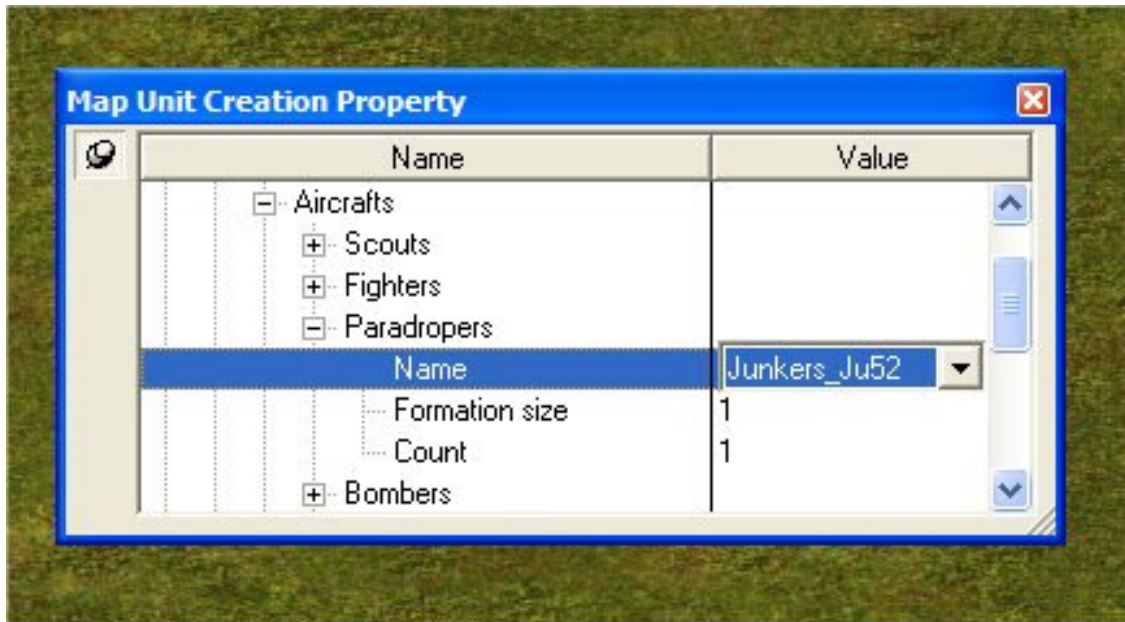 Map Unit Creation Property
Name Value
Aircrafts
Scouts
Fighters
Paradropers
Name Junkers_Ju52
Formation size 1
Count 1
Bombers